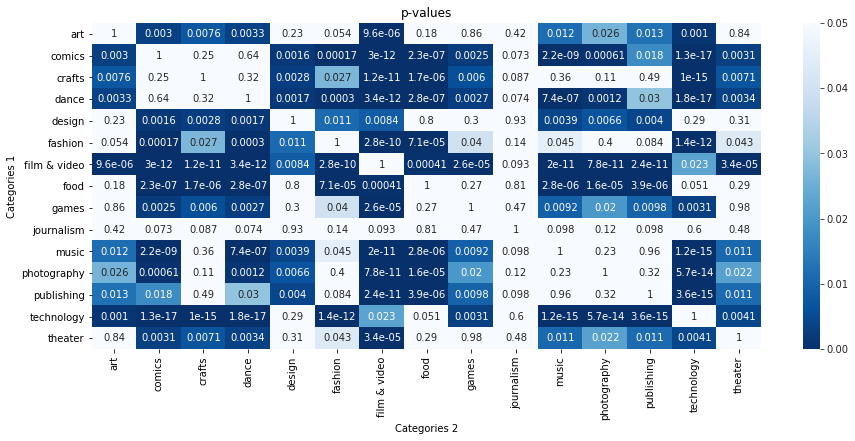 p-values
art 1 0.003 0.0076 0.0033 0.23 0.054 9.6e-06 0.18 0.86 0.42 0.012 0.026 0.013 0.001 0.84
comics 0.003 1 0.25 0.64 0.0016 0.00017 3e-12 2.3e-07 0.0025 0.073 2.2e-09 0.00061 0.018 1.3e-17 0.0031
crafts 0.0076 0.25 1 0.32 0.0028 0.027 1.2e-11 1.7e-06 0.006 0.087 0.36 0.11 0.49 1e-15 0.0071
dance 0.0033 0.64 0.32 1 0.0017 0.0003 3.4e-12 2.8e-07 0.0027 0.074 7.4e-07 0.0012 0.03 1.8e-17 0.0034
design 0.23 0.0016 0.0028 0.0017 1 0.011 0.0084 0.8 0.3 0.93 0.0039 0.0066 0.004 0.29 0.31
fashion 0.054 0.00017 0.027 0.0003 0.011 1 2.8e-10 7.1e-05 0.04 0.14 0.045 0.4 0.084 1.4e-12 0.043
film & video 9.6e-06 3e-12 1.2e-11 3.4e-12 0.0084 2.8e-10 1 0.00041 2.6e-05 0.093 2e-11 7.8e-11 2.4e-11 0.023 3.4e-05
food 0.18 2.3e-07 1.7e-06 2.8e-07 0.8 7.1e-05 0.00041 1 0.27 0.81 2.8e-06 1.6e-05 3.9e-06 0.051 0.29
games 0.86 0.0025 0.006 0.0027 0.3 0.04 2.6e-05 0.27 1 0.47 0.0092 0.02 0.0098 0.0031 0.98
journalism 0.42 0.073 0.087 0.074 0.93 0.14 0.093 0.81 0.47 1 0.098 0.12 0.098 0.6 0.48
music 0.012 2.2e-09 0.36 7.4e-07 0.0039 0.045 2e-11 2.8e-06 0.0092 0.098 1 0.23 0.96 1.2e-15 0.011
photography 0.026 0.00061 0.11 0.0012 0.0066 0.4 7.8e-11 1.6e-05 0.02 0.12 0.23 1 0.32 5.7e-14 0.022
publishing 0.013 0.018 0.49 0.03 0.004 0.084 2.4e-11 3.9e-06 0.0098 0.098 0.96 0.32 1 3.6e-15 0.011
technology 0.001 1.3e-17 1e-15 1.8e-17 0.29 1.4e-12 0.023 0.051 0.0031 0.6 1.2e-15 5.7e-14 3.6e-15 1 0.0041
theater 0.84 0.0031 0.0071 0.0034 0.31 0.043 3.4e-05 0.29 0.98 0.48 0.011 0.022 0.011 0.0041 1
art comics crafts dance design fashion film & video food games journalism music photography publishing technology theater
Categories 2
Categories 1
0.05
0.04
0.03
0.02
0.01
0.00